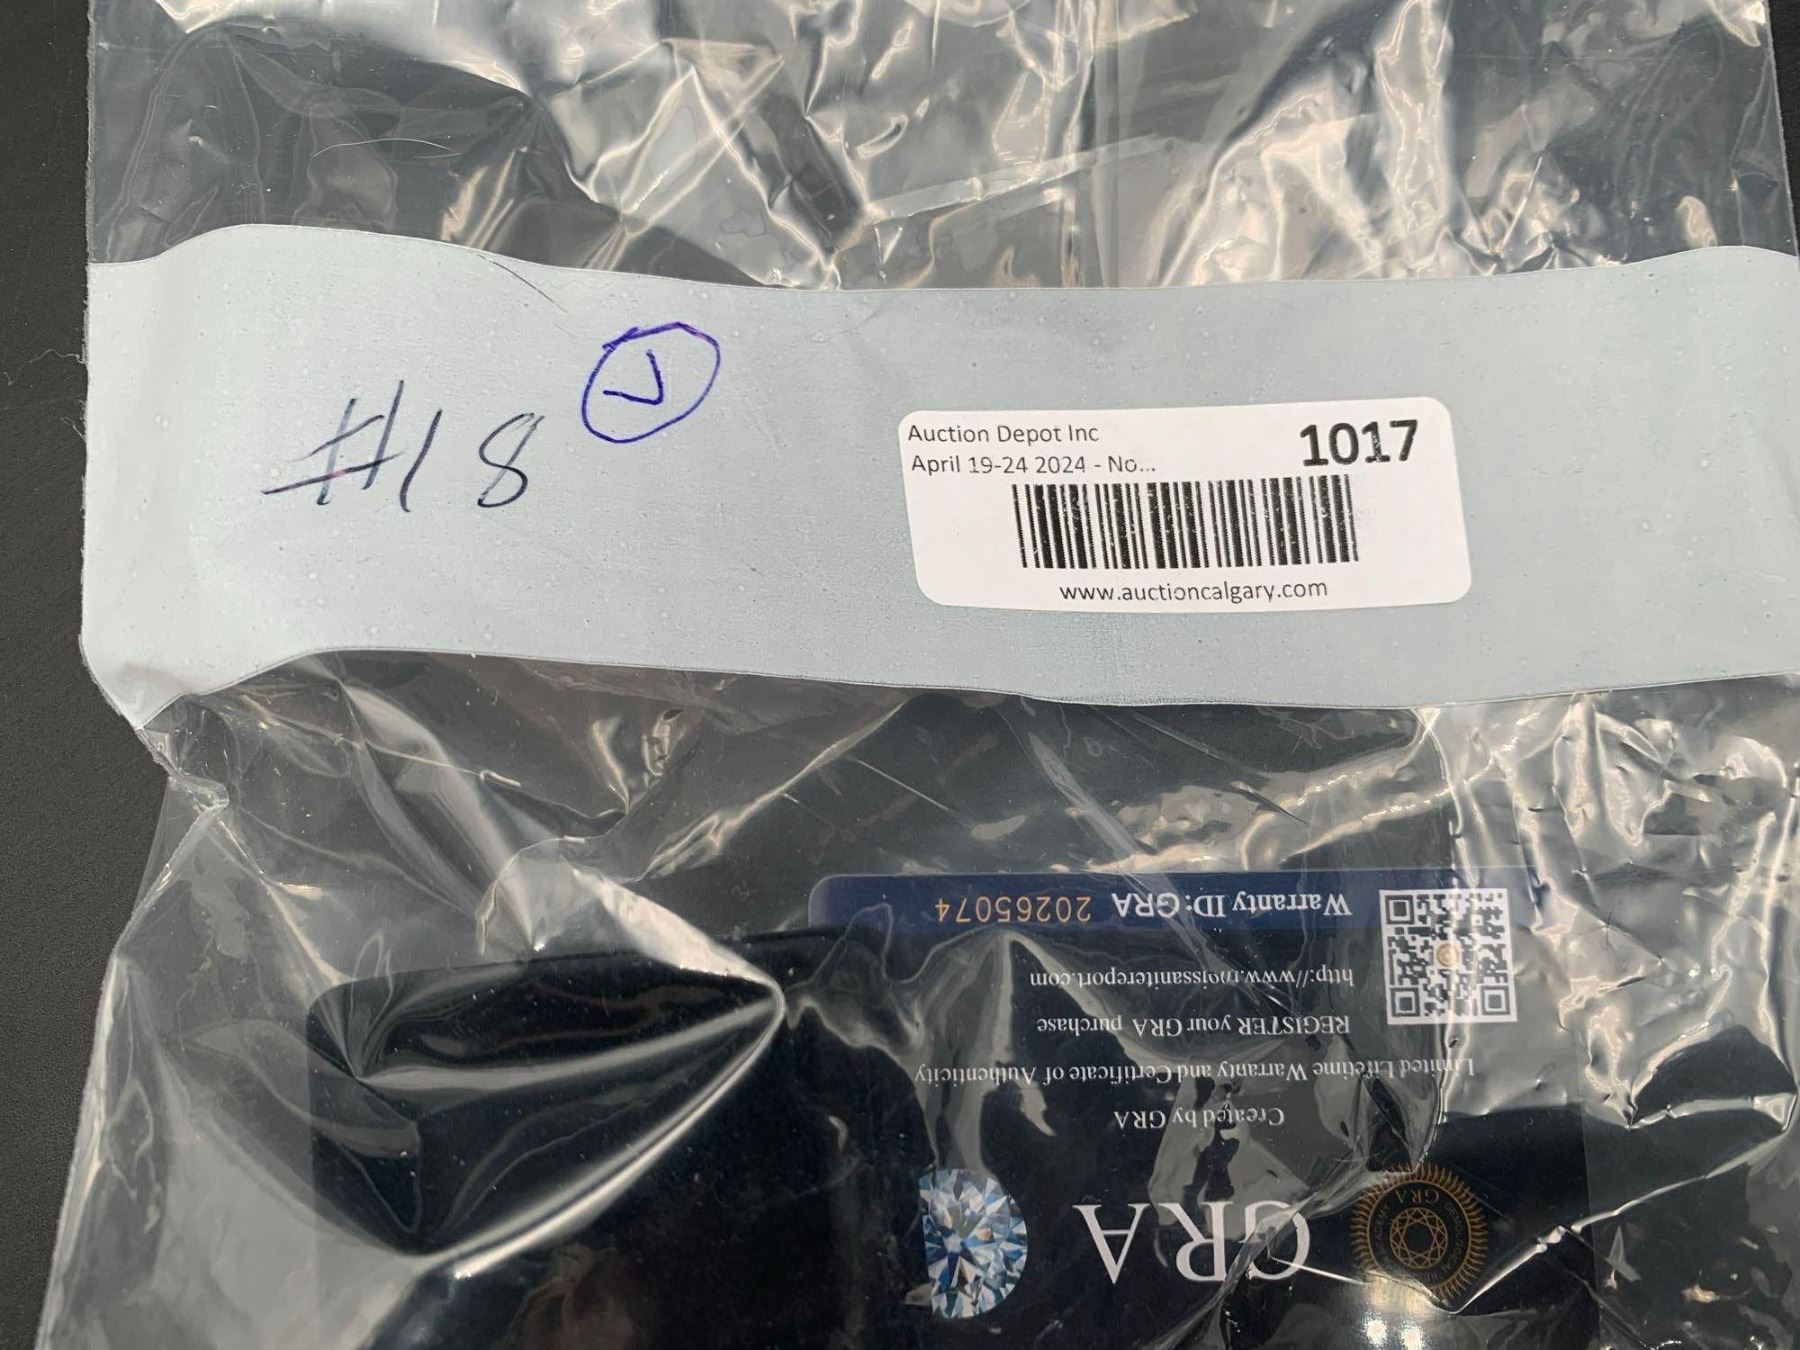 #18
Auction Depot Inc
1017
April 19-24 2024 - No...
www.auctioncalgary.com
GRA
Created by GRA
Limited Lifetime Warranty and Certificate of Authenticity
REGISTER your GRA purchase
http://www.moissanitereport.com
Warranty ID:GRA 20265074
GRA